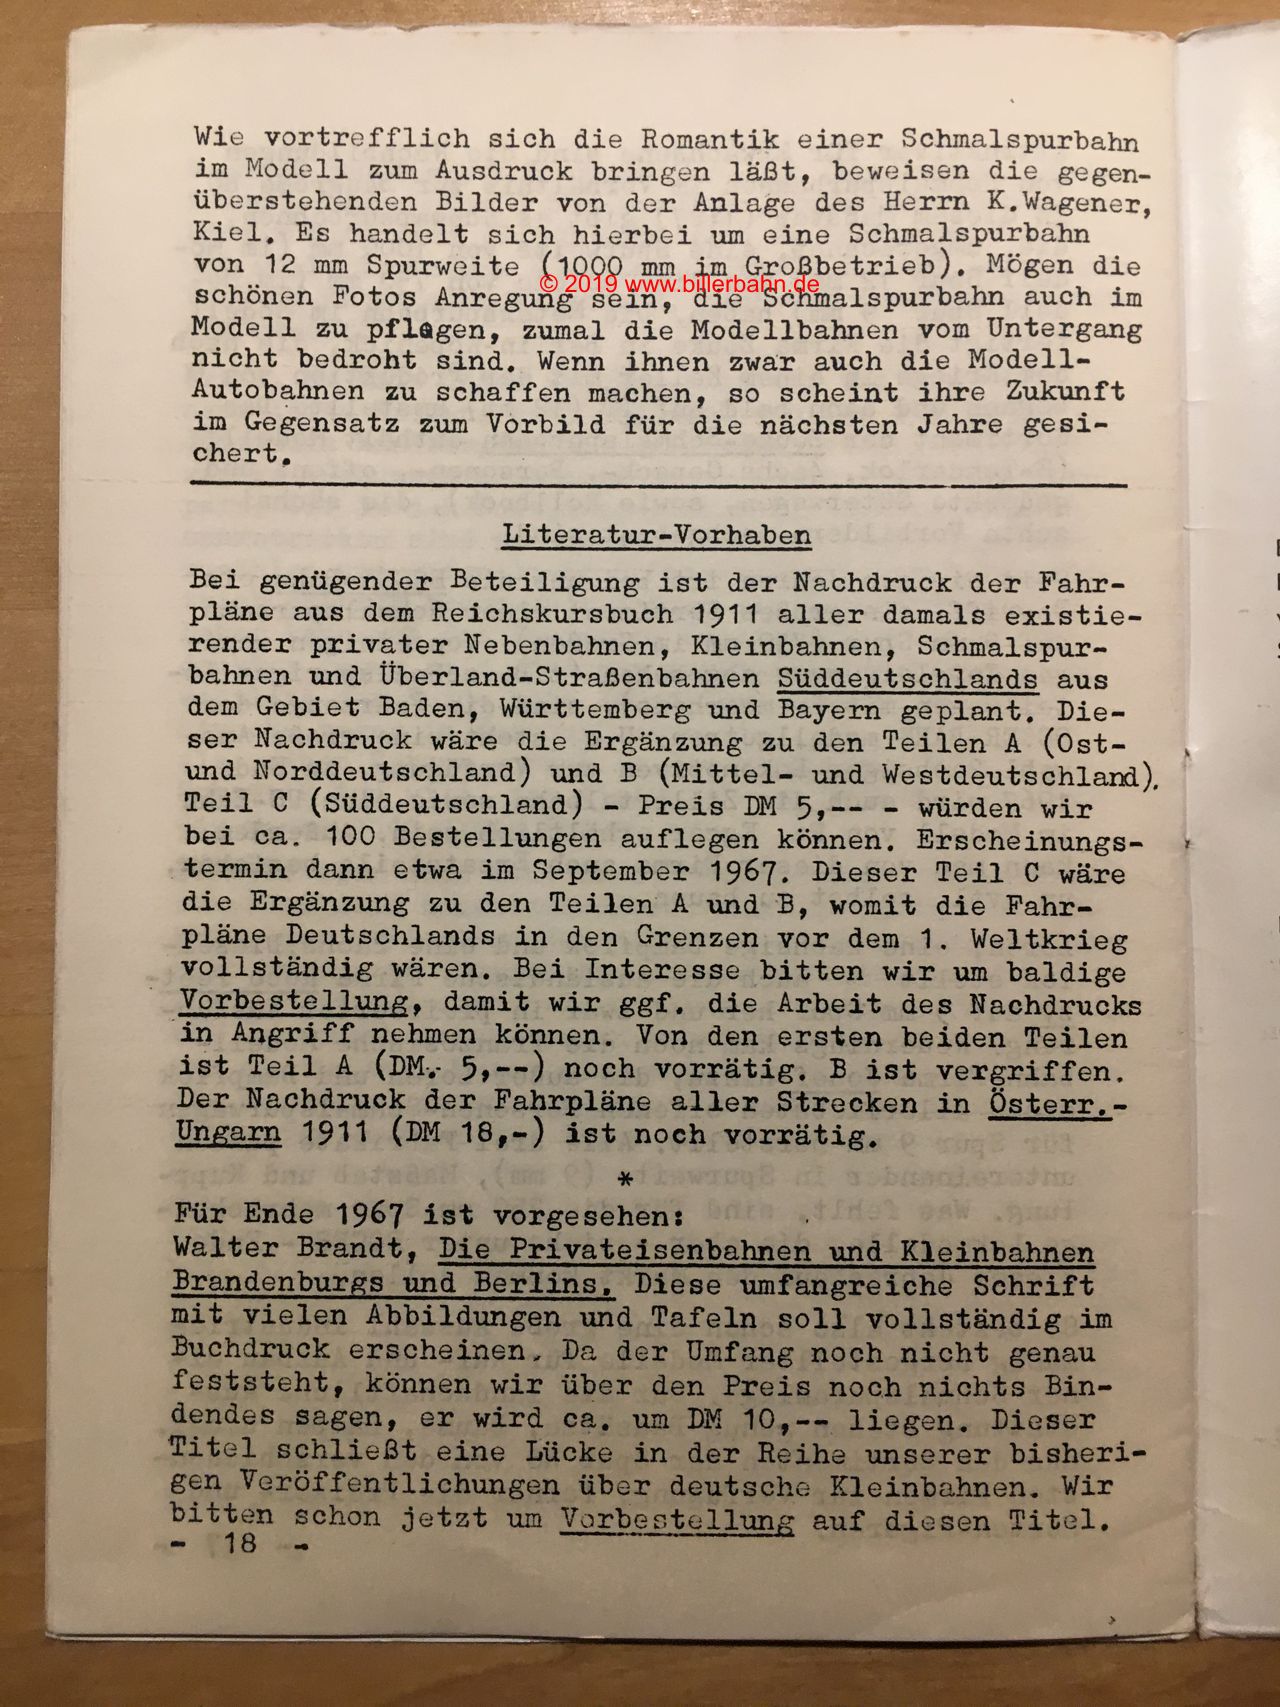 Wie vortrefflich sich die Romantik einer Schmalspurbahn
im Modell zum Ausdruck bringen läßt, beweisen die gegen-
überstehenden Bilder von der Anlage des Herrn K.Wagener,
Kiel. Es handelt sich hierbei um eine Schmalspurbahn
von 12 mm Spurweite (1000 mm im Großbetrieb). Mögen die
© 2019 www.billerbahn.de
schönen Fotos Anregung sein, die Schmalspurbahn auch im
Modell zu pflegen, zumal die Modellbahnen vom Untergang
nicht bedroht sind. Wenn ihnen zwar auch die Modell-
Autobahnen zu schaffen machen, so scheint ihre Zukunft
im Gegensatz zum Vorbild für die nächsten Jahre gesi-
chert.
Literatur-Vorhaben
Bei genügender Beteiligung ist der Nachdruck der Fahr-
pläne aus dem Reichskursbuch 1911 aller damals existie-
render privater Nebenbahnen, Kleinbahnen, Schmalspur-
bahnen und Überland-Straßenbahnen Süddeutschlands aus
dem Gebiet Baden, Württemberg und Bayern geplant. Die-
ser Nachdruck wäre die Ergänzung zu den Teilen A (Ost-
und Norddeutschland) und B (Mittel- und Westdeutschland).
Teil C (Süddeutschland) - Preis DM 5,-- - würden wir
bei ca. 100 Bestellungen auflegen können. Erscheinungs-
termin dann etwa im September 1967. Dieser Teil C wäre
die Ergänzung zu den Teilen A und B, womit die Fahr-
pläne Deutschlands in den Grenzen vor dem 1. Weltkrieg
vollständig wären. Bei Interesse bitten wir um baldige
Vorbestellung, damit wir ggf. die Arbeit des Nachdrucks
in Angriff nehmen können. Von den ersten beiden Teilen
ist Teil A (DM.- 5,--) noch vorrätig. B ist vergriffen.
Der Nachdruck der Fahrpläne aller Strecken in Österr.-
Ungarn 1911 (DM 18,-) ist noch vorrätig.
*
Für Ende 1967 ist vorgesehen:
Walter Brandt, Die Privateisenbahnen und Kleinbahnen
Brandenburgs und Berlins. Diese umfangreiche Schrift
mit vielen Abbildungen und Tafeln soll vollständig im
Buchdruck erscheinen. Da der Umfang noch nicht genau
feststeht, können wir über den Preis noch nichts Bin-
dendes sagen, er wird ca. um DM 10,-- liegen. Dieser
Titel schließt eine Lücke in der Reihe unserer bisheri-
gen Veröffentlichungen über deutsche Kleinbahnen. Wir
bitten schon jetzt um Vorbestellung auf diesen Titel.
- 18 -